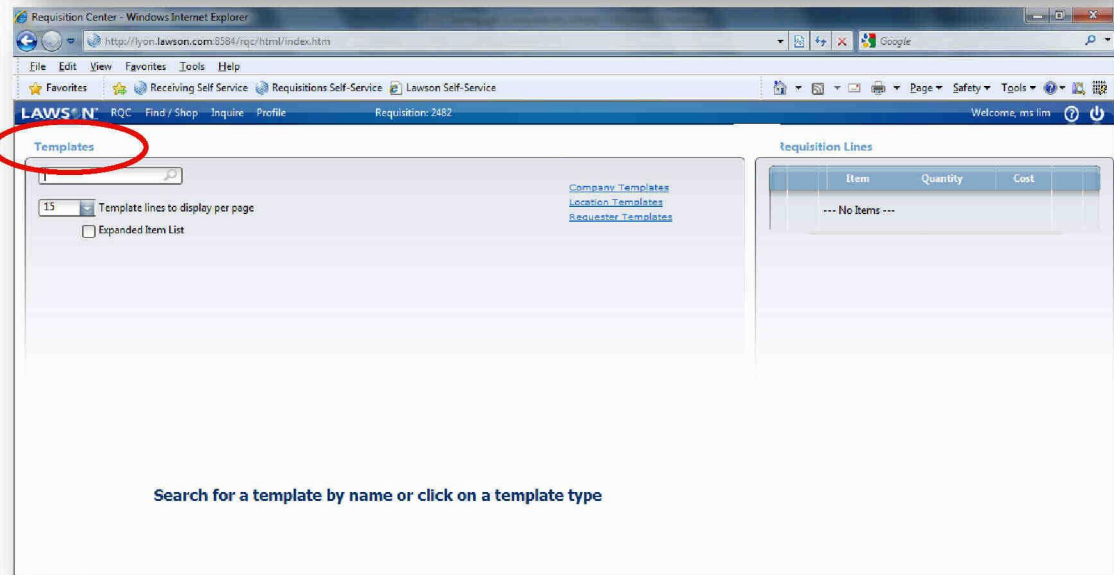 Requisition Center - Windows Internet Explorer
http://lyon.lawson.com:8584/rqc/html/index.htm
Google
File Edit View Favorites Tools Help
Favorites Receiving Self Service Requisitions Self-Service Lawson Self-Service
Page Safety Tools
LAWSON RQC Find / Shop Inquire Profile Requisition: 2482 Welcome, ms lim
Templates
Company Templates
Location Templates
Requester Templates
15 Template lines to display per page
Expanded Item List
Requisition Lines
Item Quantity Cost
--- No Items ---
Search for a template by name or click on a template type